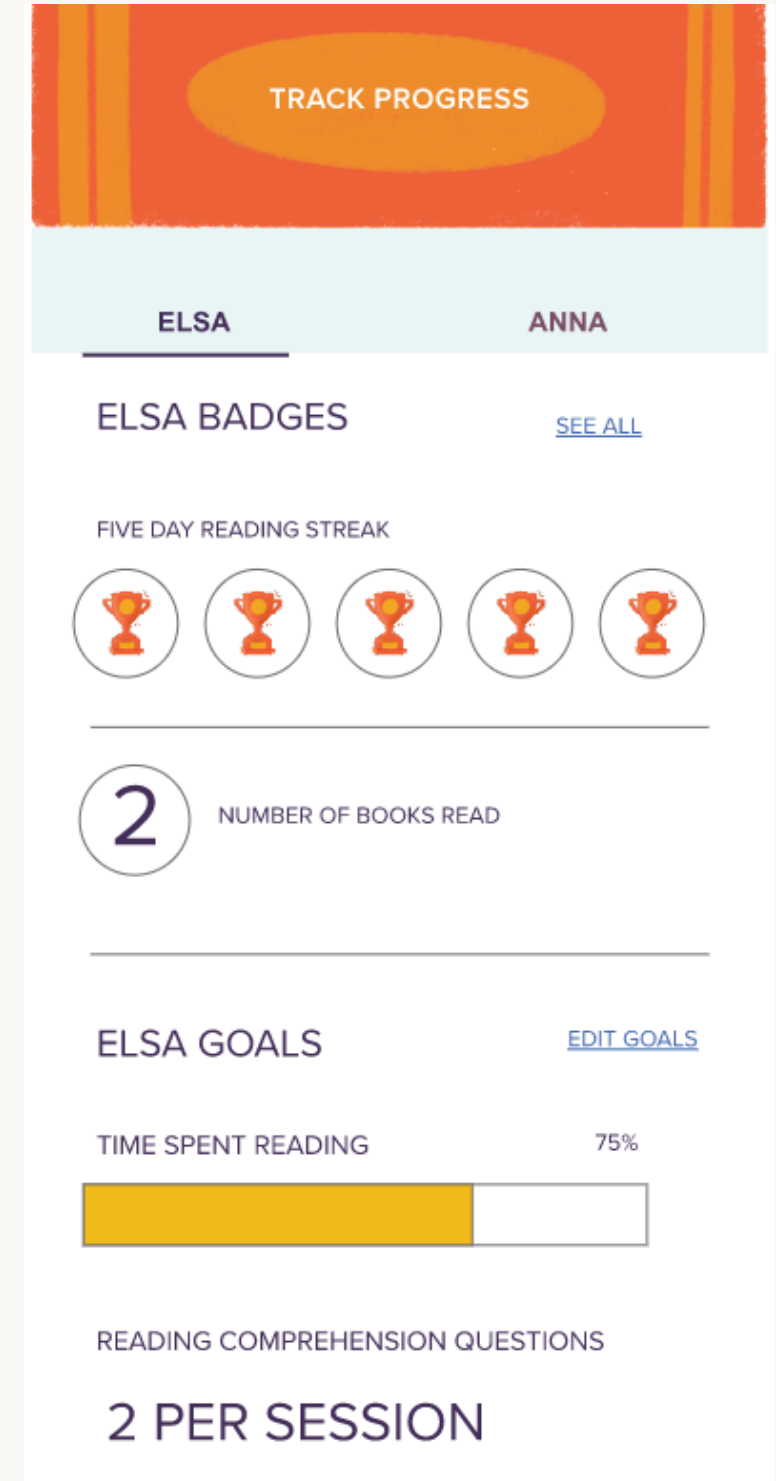 TRACK PROGRESS
ELSA
ANNA
ELSA BADGES
SEE ALL
FIVE DAY READING STREAK
2
NUMBER OF BOOKS READ
ELSA GOALS
EDIT GOALS
TIME SPENT READING
75%
READING COMPREHENSION QUESTIONS
2 PER SESSION